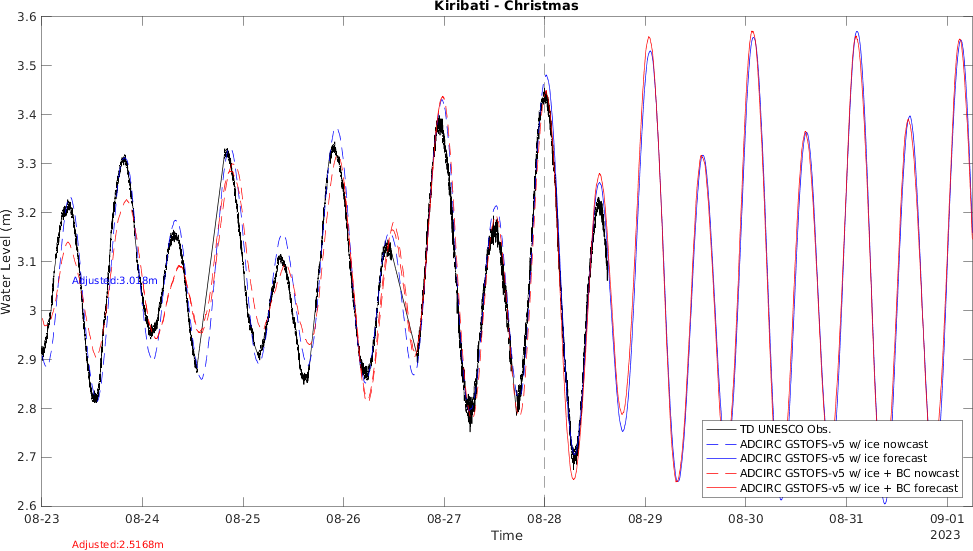 Kiribati - Christmas
3.6
3.5
3.4
3.3
3.2
3.1
3
2.9
2.8
2.7
2.6
Water Level (m)
Adjusted:3.018m
TD UNESCO Obs.
ADCIRC GSTOFS-v5 w/ ice nowcast
ADCIRC GSTOFS-v5 w/ ice forecast
ADCIRC GSTOFS-v5 w/ ice + BC nowcast
ADCIRC GSTOFS-v5 w/ ice + BC forecast
08-23 08-24 08-25 08-26 08-27 08-28 08-29 08-30 08-31 09-01
2023
Time
Adjusted:2.5168m